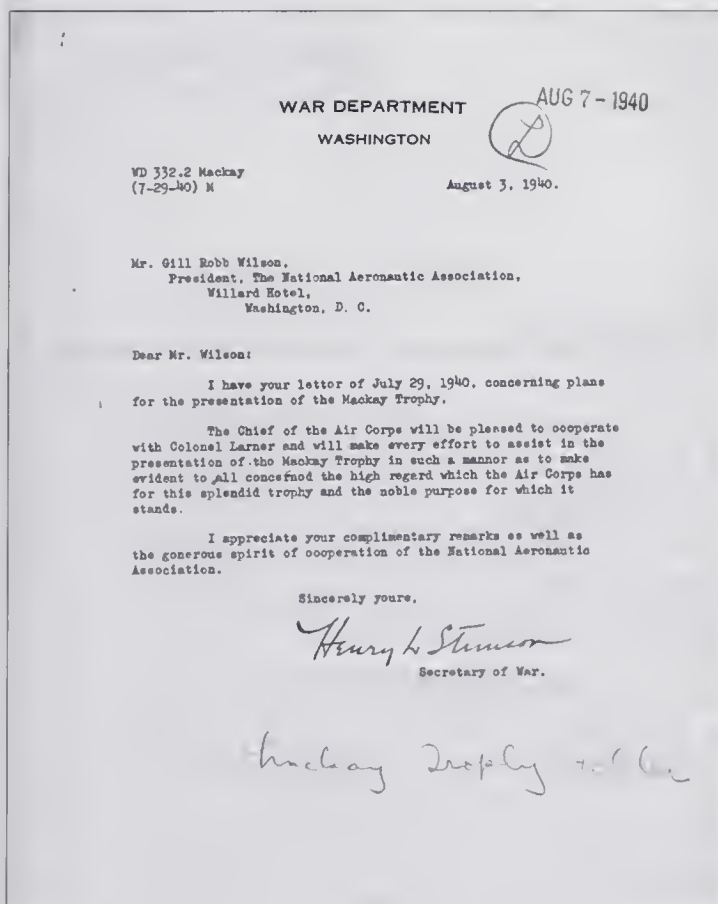 AUG 7 - 1940
WAR DEPARTMENT
WASHINGTON
WD 332.2 Mackay
(7-29-40) M
August 3, 1940.
Mr. Gill Robb Wilson,
President, The National Aeronautic Association,
Willard Hotel,
Washington, D. C.
Dear Mr. Wilson:
I have your letter of July 29, 1940, concerning plans
for the presentation of the Mackay Trophy.
The Chief of the Air Corps will be pleased to cooperate
with Colonel Larner and will make every effort to assist in the
presentation of the Mackay Trophy in such a manner as to make
evident to all concerned the high regard which the Air Corps has
for this splendid trophy and the noble purpose for which it
stands.
I appreciate your complimentary remarks as well as
the generous spirit of cooperation of the National Aeronautic
Association.
Sincerely yours,
Henry L Stimson
Secretary of War.
Mackay Trophy